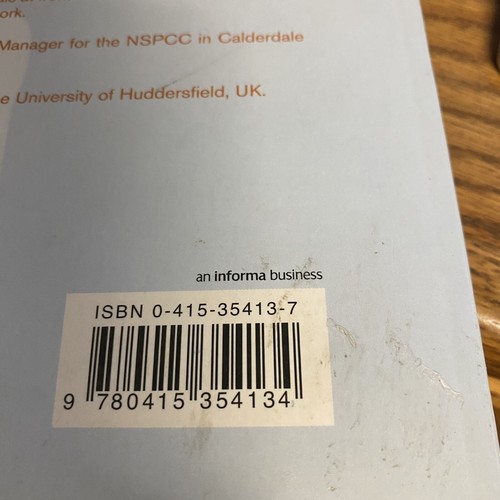 ork.
Manager for the NSPCC in Calderdale
e University of Huddersfield, UK.
an informa business
ISBN 0-415-35413-7
9 780415 354134